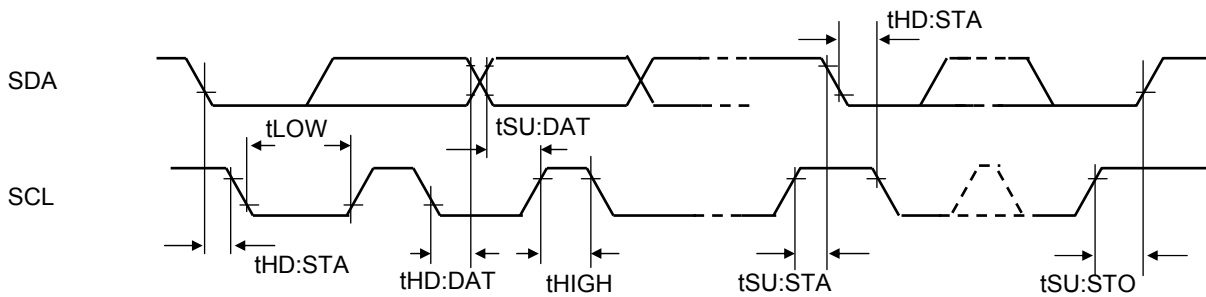 tHD:STA
SDA
tLOW
tSU:DAT
SCL
tHD:STA
tHD:DAT
tHIGH
tSU:STA
tSU:STO